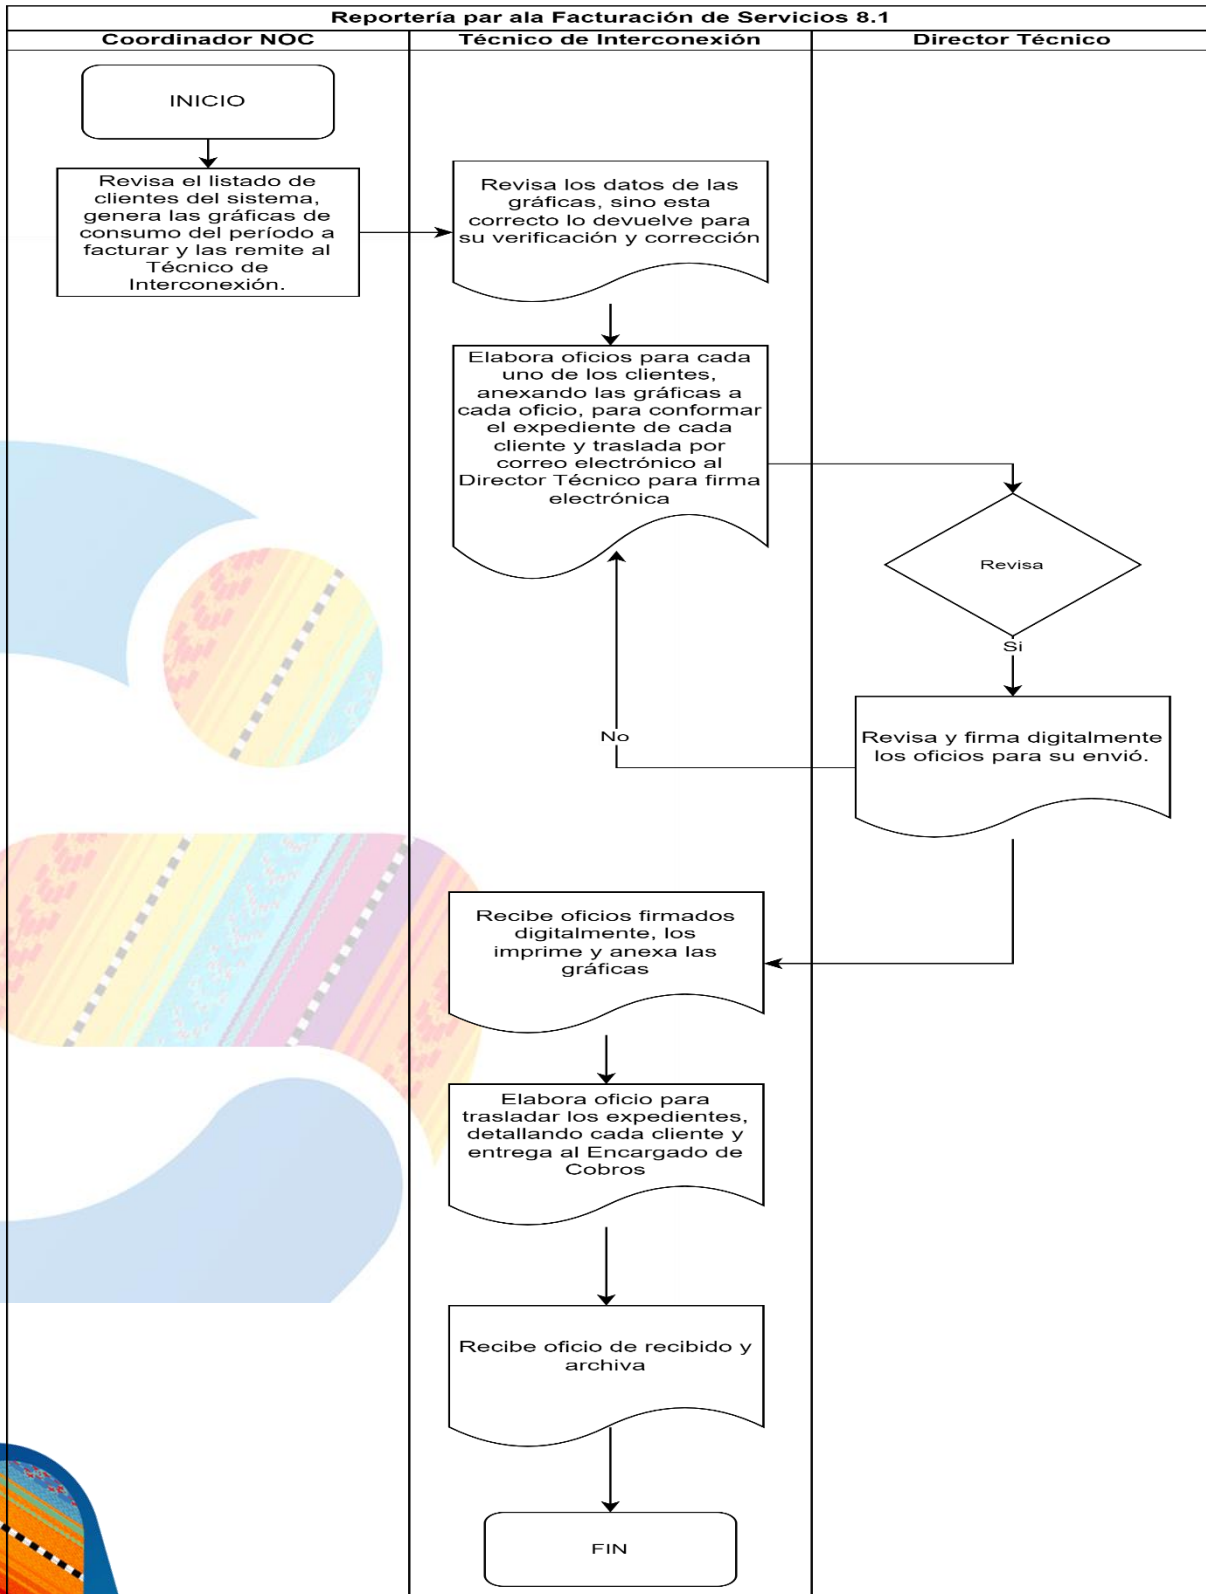 Reportería par ala Facturación de Servicios 8.1
Coordinador NOC
Técnico de Interconexión
Director Técnico
INICIO
Revisa el listado de
clientes del sistema,
genera las gráficas de
consumo del período a
facturar y las remite al
Técnico de
Interconexión.
Revisa los datos de las
gráficas, sino esta
correcto lo devuelve para
su verificación y corrección
Elabora oficios para cada
uno de los clientes,
anexando las gráficas a
cada oficio, para conformar
el expediente de cada
cliente y traslada por
correo electrónico al
Director Técnico para firma
electrónica
Revisa
Si
Revisa y firma digitalmente
los oficios para su envió.
No
Recibe oficios firmados
digitalmente, los
imprime y anexa las
gráficas
Elabora oficio para
trasladar los expedientes,
detallando cada cliente y
entrega al Encargado de
Cobros
Recibe oficio de recibido y
archiva
FIN